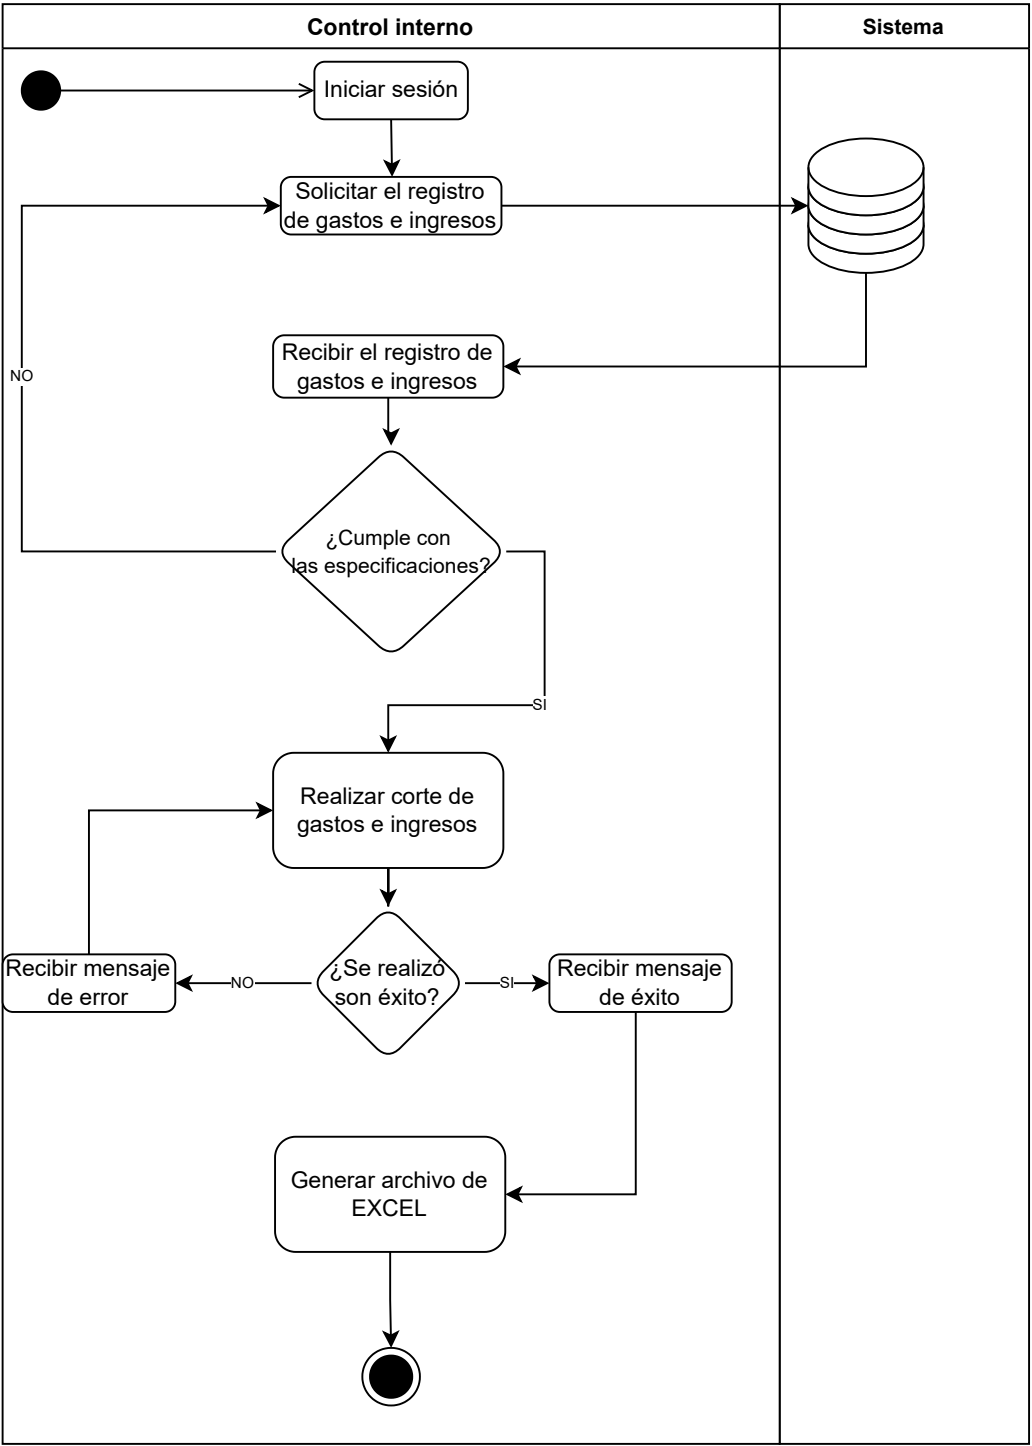 Control interno
Sistema
Iniciar sesión
Solicitar el registro
de gastos e ingresos
Recibir el registro de
gastos e ingresos
NO
¿Cumple con
las especificaciones?
SI
Realizar corte de
gastos e ingresos
Recibir mensaje
de error
NO
¿Se realizó
son éxito?
SI
Recibir mensaje
de éxito
Generar archivo de
EXCEL